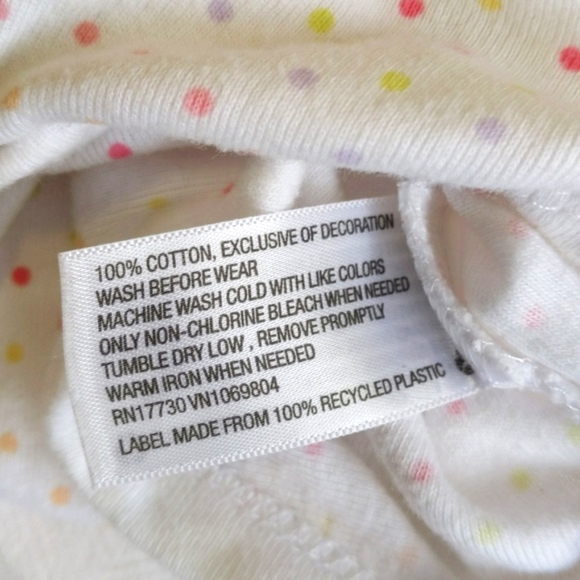 100% COTTON, EXCLUSIVE OF DECORATION
WASH BEFORE WEAR
MACHINE WASH COLD WITH LIKE COLORS
ONLY NON-CHLORINE BLEACH WHEN NEEDED
TUMBLE DRY LOW , REMOVE PROMPTLY
WARM IRON WHEN NEEDED
RN17730 VN1069804
LABEL MADE FROM 100% RECYCLED PLASTIC